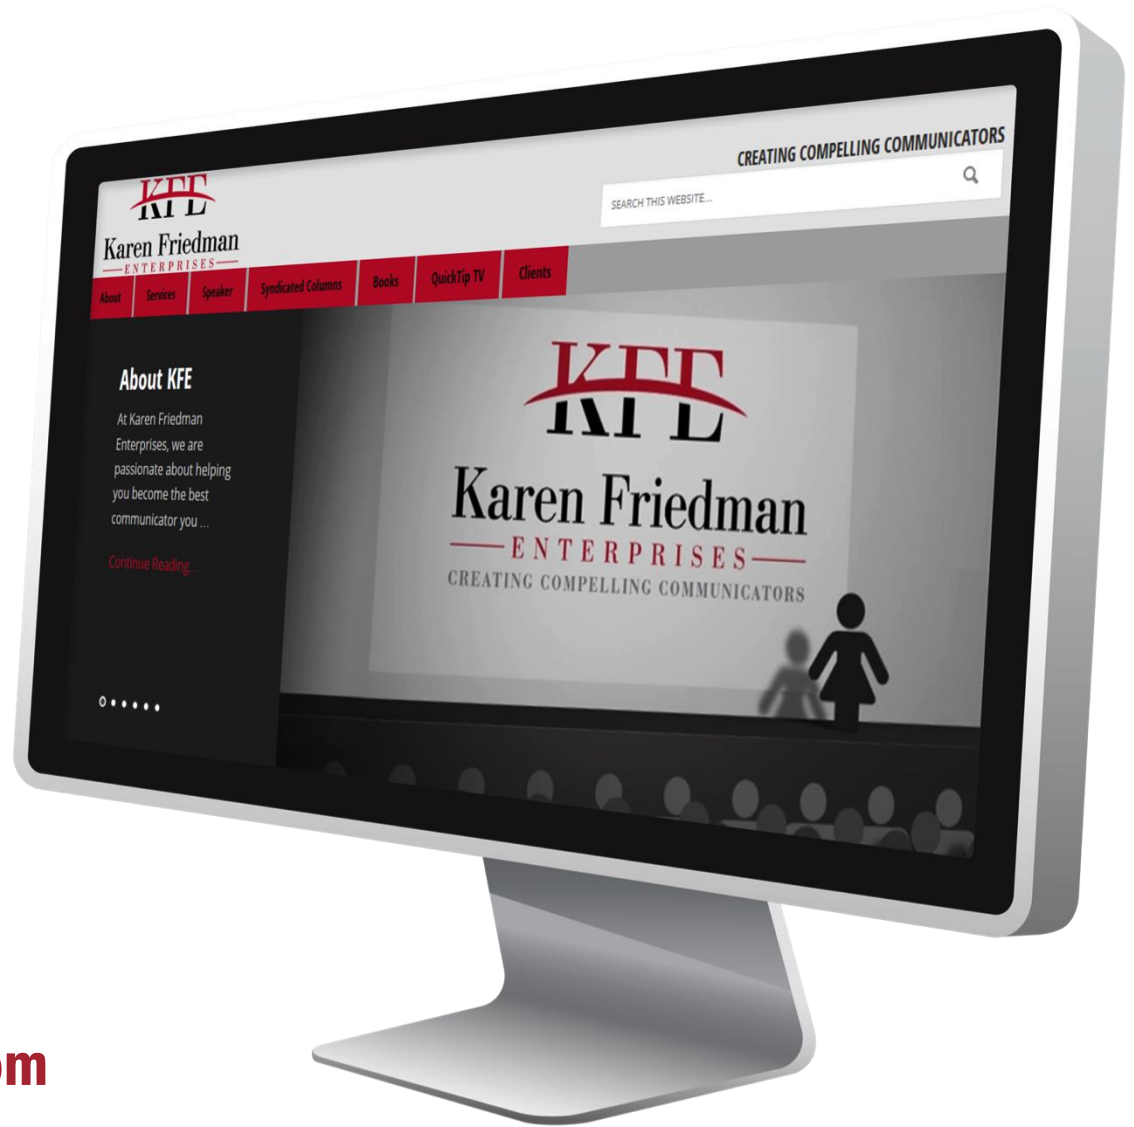 CREATING COMPELLING COMMUNICATORS
SEARCH THIS WEBSITE...
KFE
Karen Friedman
ENTERPRISES
About
Services
Speaker
Syndicated Columns
Books
QuickTip TV
Clients
About KFE
At Karen Friedman
Enterprises, we are
passionate about helping
you become the best
communicator you ...
Continue Reading...
KFE
Karen Friedman
ENTERPRISES
CREATING COMPELLING COMMUNICATORS
om